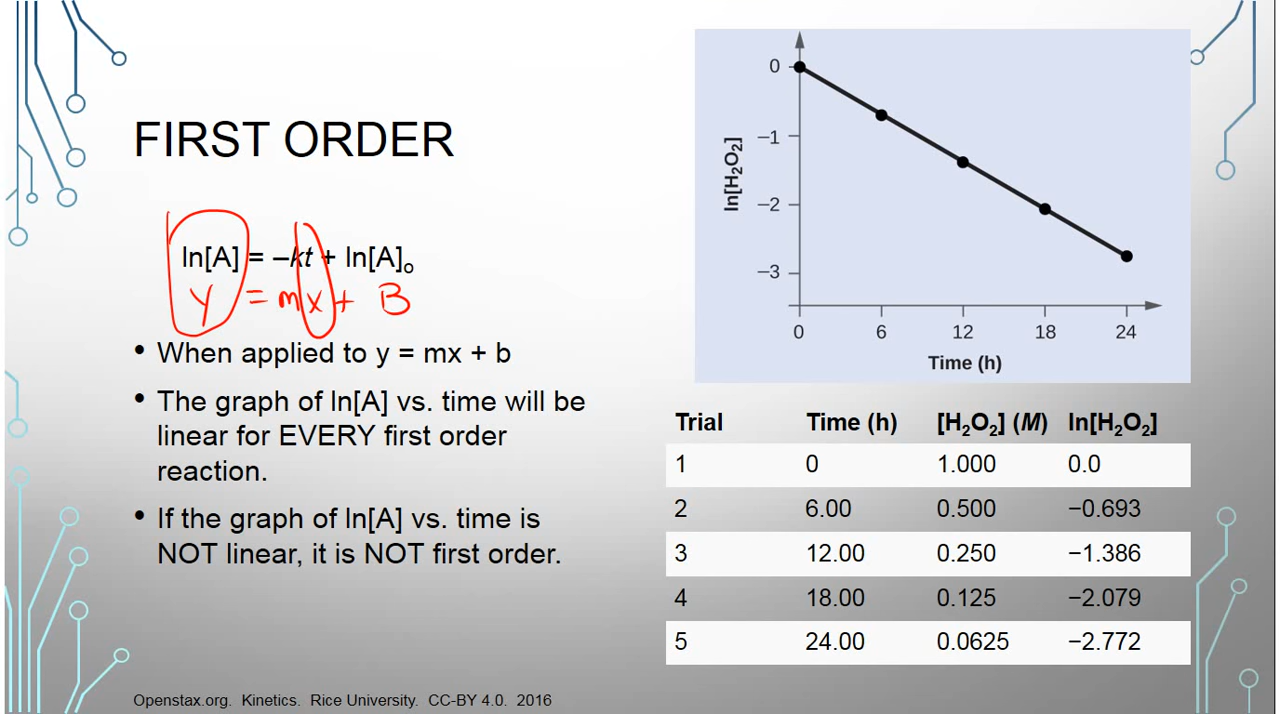 FIRST ORDER
ln[A] = –kt + ln[A]₀
Y = mx + B
• When applied to y = mx + b
• The graph of ln[A] vs. time will be
linear for EVERY first order
reaction.
• If the graph of ln[A] vs. time is
NOT linear, it is NOT first order.
ln[H₂O₂]
0
−1
−2
−3
0 6 12 18 24
Time (h)
Trial Time (h) [H₂O₂] (M) ln[H₂O₂]
1 0 1.000 0.0
2 6.00 0.500 −0.693
3 12.00 0.250 −1.386
4 18.00 0.125 −2.079
5 24.00 0.0625 −2.772
Openstax.org. Kinetics. Rice University. CC-BY 4.0. 2016